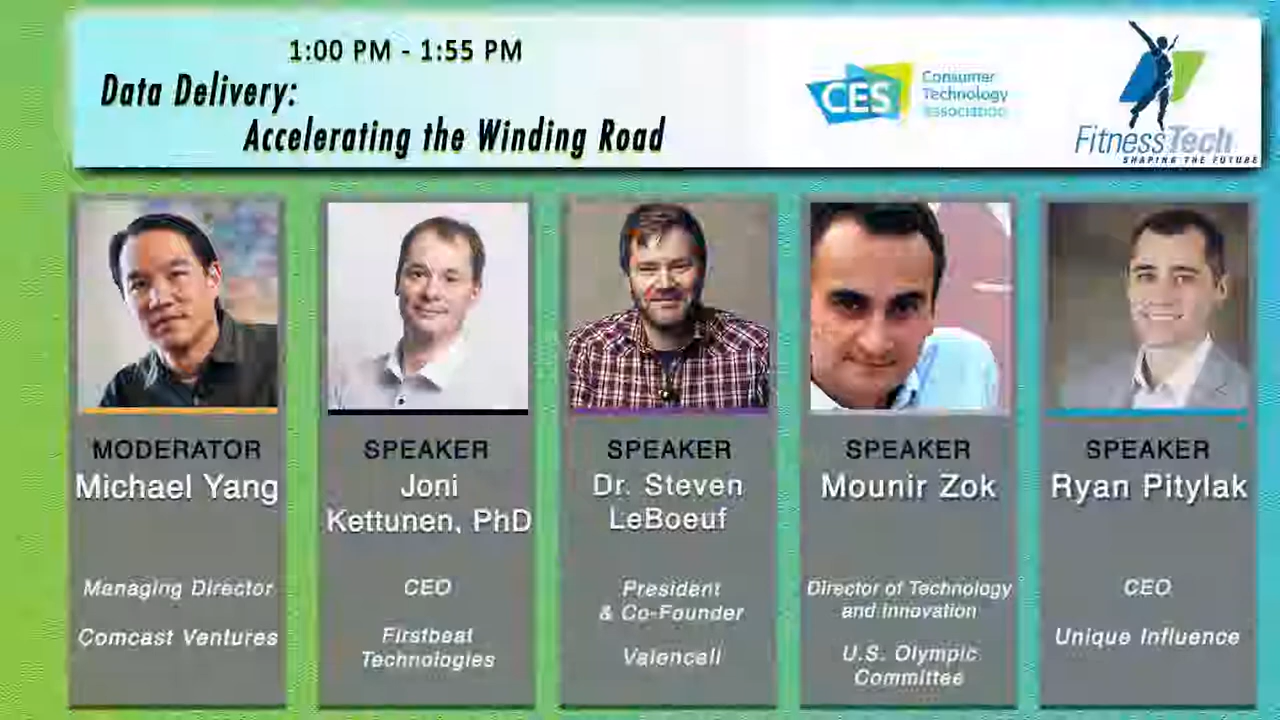 1:00 PM - 1:55 PM
Data Delivery:
Accelerating the Winding Road
CES
Consumer
Technology
Association
FitnessTech
SHAPING THE FUTURE
MODERATOR
Michael Yang
Managing Director
Comcast Ventures
SPEAKER
Joni
Kettunen, PhD
CEO
Firstbeat
Technologies
SPEAKER
Dr. Steven
LeBoeuf
President
& Co-Founder
Valencell
SPEAKER
Mounir Zok
Director of Technology
and Innovation
U.S. Olympic
Committee
SPEAKER
Ryan Pitylak
CEO
Unique Influence